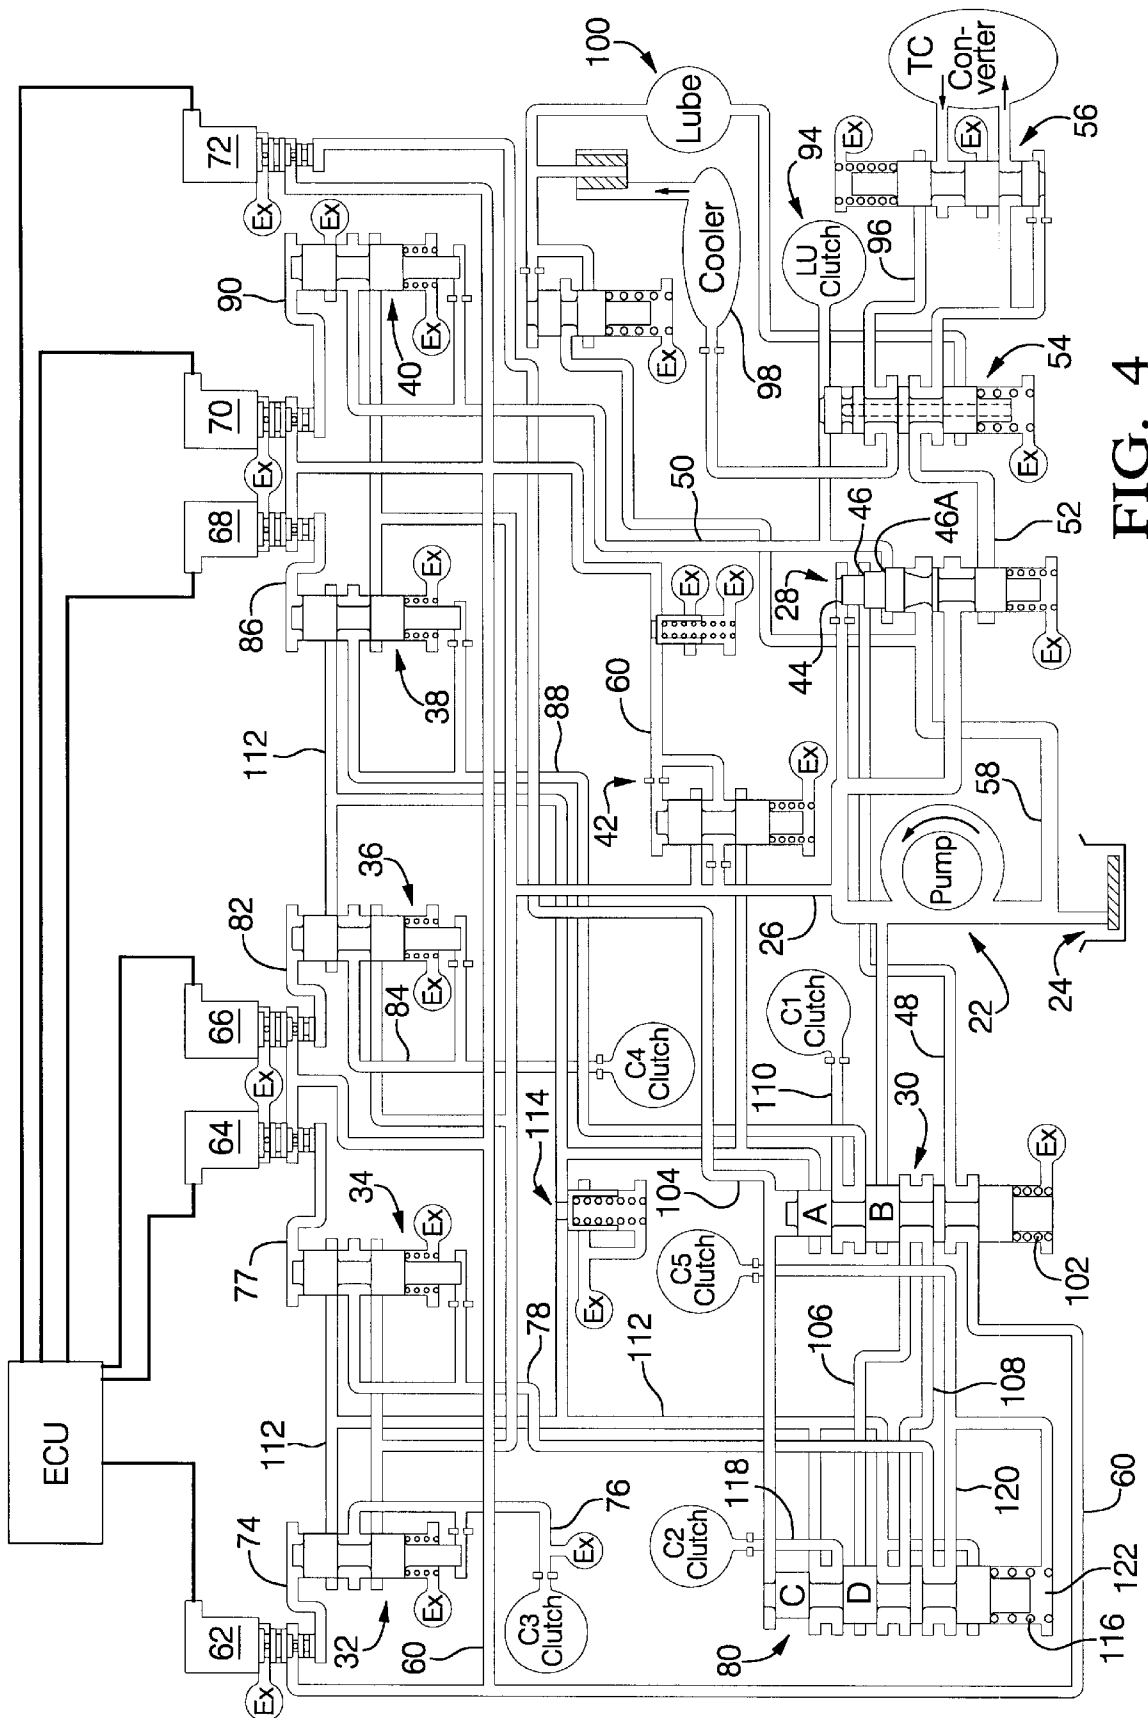 ECU
62
64
66
68
70
72
Ex
Ex
Ex
Ex
74
77
82
86
90
112
112
32
34
36
38
40
Ex
Ex
Ex
Ex
Ex
Ex
60
76
78
84
88
50
Ex
C3
Clutch
C4
Clutch
114
Ex
112
42
60
Ex
Ex
Ex
Ex
Cooler
98
Lube
100
C2
Clutch
118
C5
Clutch
104
106
C1
Clutch
110
26
28
44
46
46A
LU
Clutch
94
96
Ex
Ex
TC
Con-
verter
56
80
C
D
A
B
30
48
Pump
22
24
58
52
Ex
54
Ex
108
120
116
122
60
102
Ex
FIG. 4